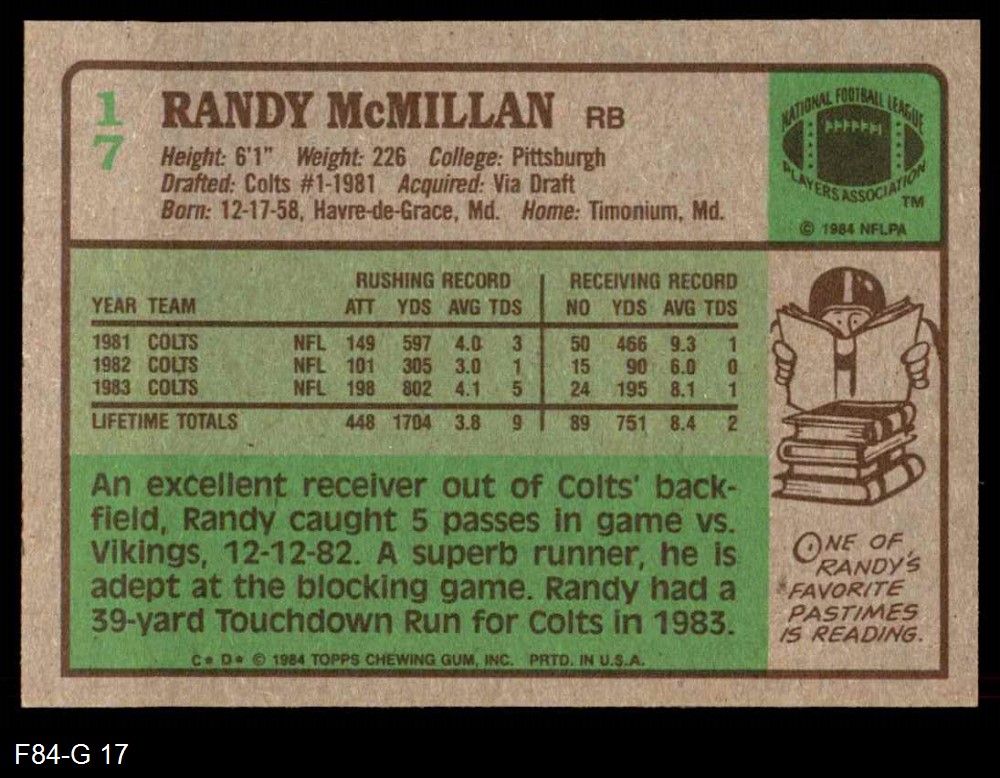 1
7
RANDY McMILLAN RB
Height: 6'1" Weight: 226 College: Pittsburgh
Drafted: Colts #1-1981 Acquired: Via Draft
Born: 12-17-58, Havre-de-Grace, Md. Home: Timonium, Md.
NATIONAL FOOTBALL LEAGUE
PLAYERS ASSOCIATION
TM
© 1984 NFLPA
RUSHING RECORD RECEIVING RECORD
YEAR TEAM ATT YDS AVG TDS NO YDS AVG TDS
1981 COLTS NFL 149 597 4.0 3 50 466 9.3 1
1982 COLTS NFL 101 305 3.0 1 15 90 6.0 0
1983 COLTS NFL 198 802 4.1 5 24 195 8.1 1
LIFETIME TOTALS 448 1704 3.8 9 89 751 8.4 2
An excellent receiver out of Colts' back-
field, Randy caught 5 passes in game vs.
Vikings, 12-12-82. A superb runner, he is
adept at the blocking game. Randy had a
39-yard Touchdown Run for Colts in 1983.
C* D* © 1984 TOPPS CHEWING GUM, INC. PRTD. IN U.S.A.
ONE OF
RANDY'S
FAVORITE
PASTIMES
IS READING.
F84-G 17